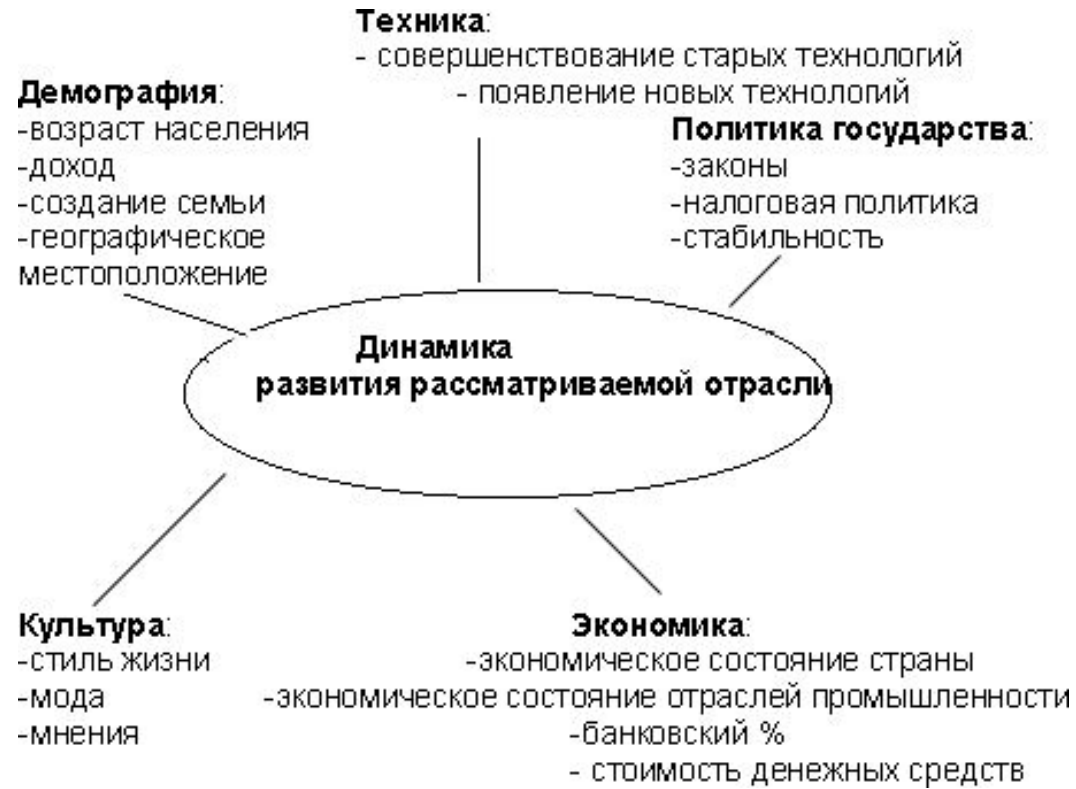 Техника:
- совершенствование старых технологий
- появление новых технологий
Демография:
-возраст населения
-доход
-создание семьи
-географическое
местоположение
Политика государства:
-законы
-налоговая политика
-стабильность
Динамика
развития рассматриваемой отрасли
Культура:
-стиль жизни
-мода
-мнения
Экономика:
-экономическое состояние страны
-экономическое состояние отраслей промышленности
-банковский %
- стоимость денежных средств